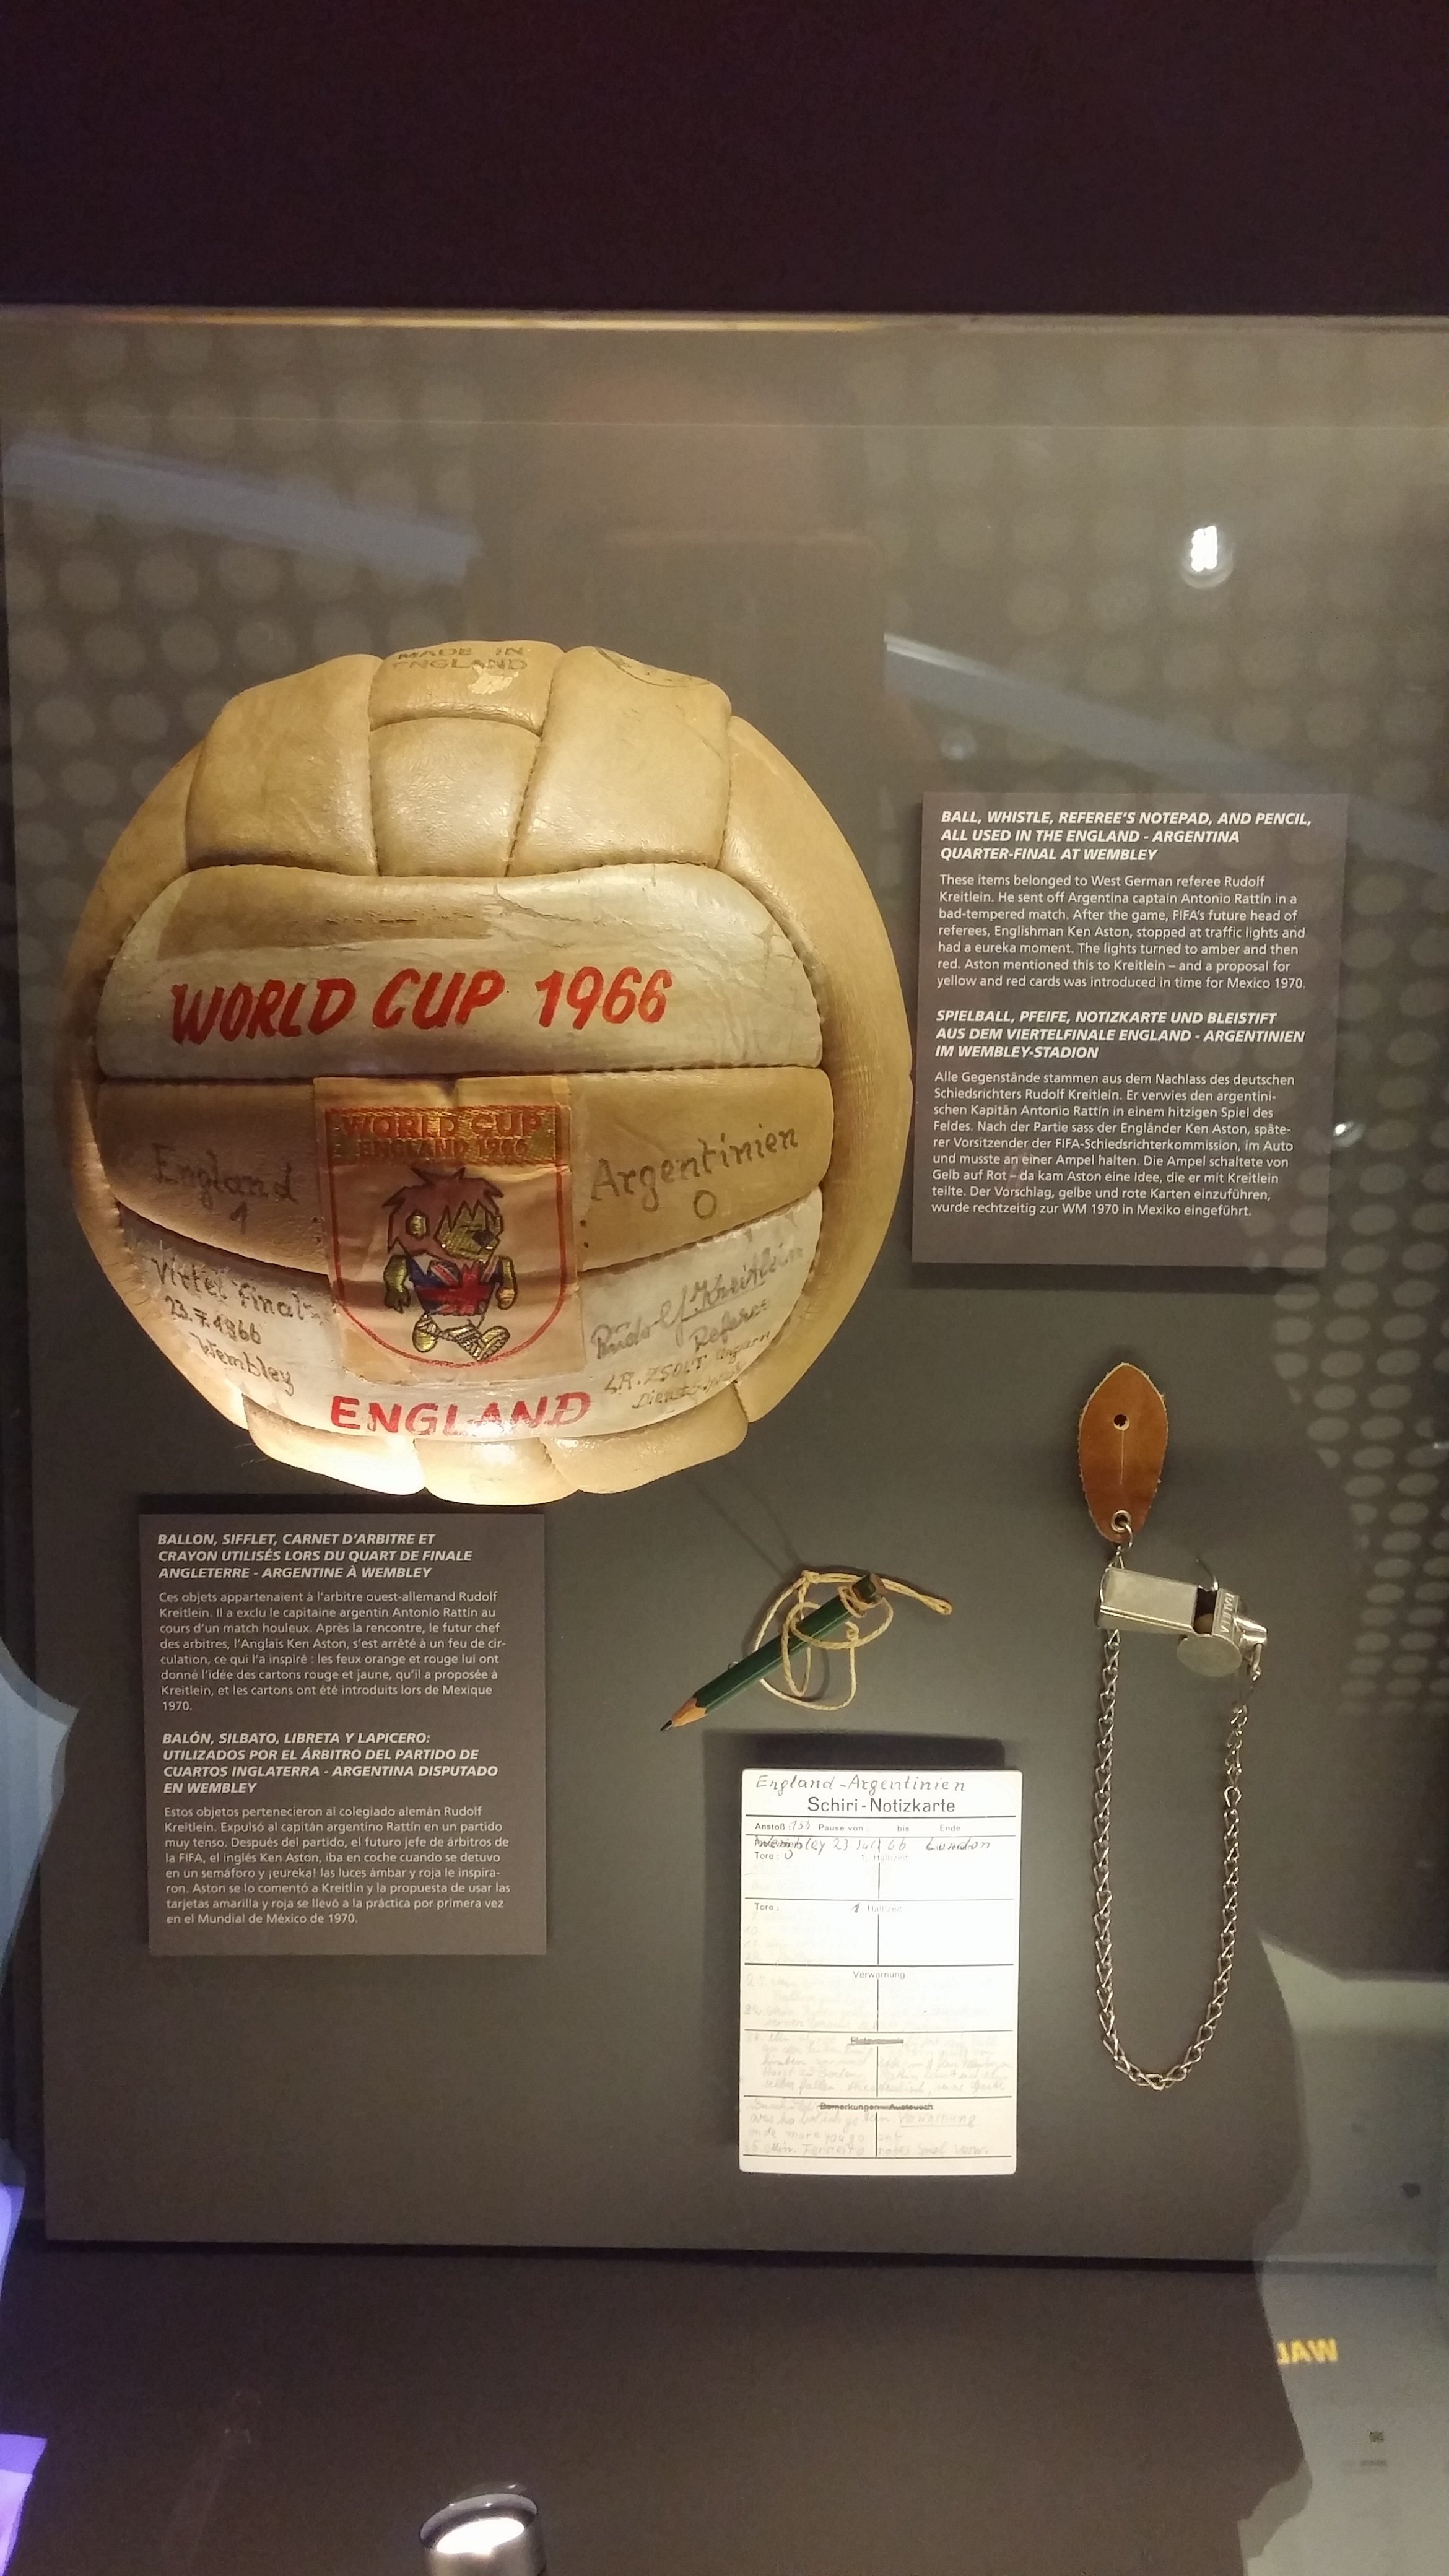 MADE IN
ENGLAND
WORLD CUP 1966
WORLD CUP
ENGLAND 1966
England
1
:
Argentinien
0
Viertelfinal
23.7.1966
Wembley
Rudolf Kreitlein
Referee
ENGLAND
BALL, WHISTLE, REFEREE'S NOTEPAD, AND PENCIL,
ALL USED IN THE ENGLAND - ARGENTINA
QUARTER-FINAL AT WEMBLEY
These items belonged to West German referee Rudolf
Kreitlein. He sent off Argentina captain Antonio Rattín in a
bad-tempered match. After the game, FIFA's future head of
referees, Englishman Ken Aston, stopped at traffic lights and
had a eureka moment. The lights turned to amber and then
red. Aston mentioned this to Kreitlein – and a proposal for
yellow and red cards was introduced in time for Mexico 1970.
SPIELBALL, PFEIFE, NOTIZKARTE UND BLEISTIFT
AUS DEM VIERTELFINALE ENGLAND - ARGENTINIEN
IM WEMBLEY-STADION
Alle Gegenstände stammen aus dem Nachlass des deutschen
Schiedsrichters Rudolf Kreitlein. Er verwies den argentini-
schen Kapitän Antonio Rattín in einem hitzigen Spiel des
Feldes. Nach der Partie sass der Engländer Ken Aston, späte-
rer Vorsitzender der FIFA-Schiedsrichterkommission, im Auto
und musste an einer Ampel halten. Die Ampel schaltete von
Gelb auf Rot – da kam Aston eine Idee, die er mit Kreitlein
teilte. Der Vorschlag, gelbe und rote Karten einzuführen,
wurde rechtzeitig zur WM 1970 in Mexiko eingeführt.
BALLON, SIFFLET, CARNET D'ARBITRE ET
CRAYON UTILISÉS LORS DU QUART DE FINALE
ANGLETERRE - ARGENTINE À WEMBLEY
Ces objets appartenaient à l'arbitre ouest-allemand Rudolf
Kreitlein. Il a exclu le capitaine argentin Antonio Rattín au
cours d'un match houleux. Après la rencontre, le futur chef
des arbitres, l'Anglais Ken Aston, s'est arrêté à un feu de cir-
culation, ce qui l'a inspiré : les feux orange et rouge lui ont
donné l'idée des cartons rouge et jaune, qu'il a proposée à
Kreitlein, et les cartons ont été introduits lors de Mexique
1970.
BALÓN, SILBATO, LIBRETA Y LAPICERO:
UTILIZADOS POR EL ÁRBITRO DEL PARTIDO DE
CUARTOS INGLATERRA - ARGENTINA DISPUTADO
EN WEMBLEY
Estos objetos pertenecieron al colegiado alemán Rudolf
Kreitlein. Expulsó al capitán argentino Rattín en un partido
muy tenso. Después del partido, el futuro jefe de árbitros de
la FIFA, el inglés Ken Aston, iba en coche cuando se detuvo
en un semáforo y ¡eureka! las luces ámbar y roja le inspira-
ron. Aston se lo comentó a Kreitlin y la propuesta de usar las
tarjetas amarilla y roja se llevó a la práctica por primera vez
en el Mundial de México de 1970.
England-Argentinien
Schiri-Notizkarte
Anstoß: Pause von: bis Ende
Wembley 23 Juli 66 London
Tore: 1. Halbzeit
Tore: Halbzeit
Verwarnung
Bemerkungen - Austausch
Verwarnung